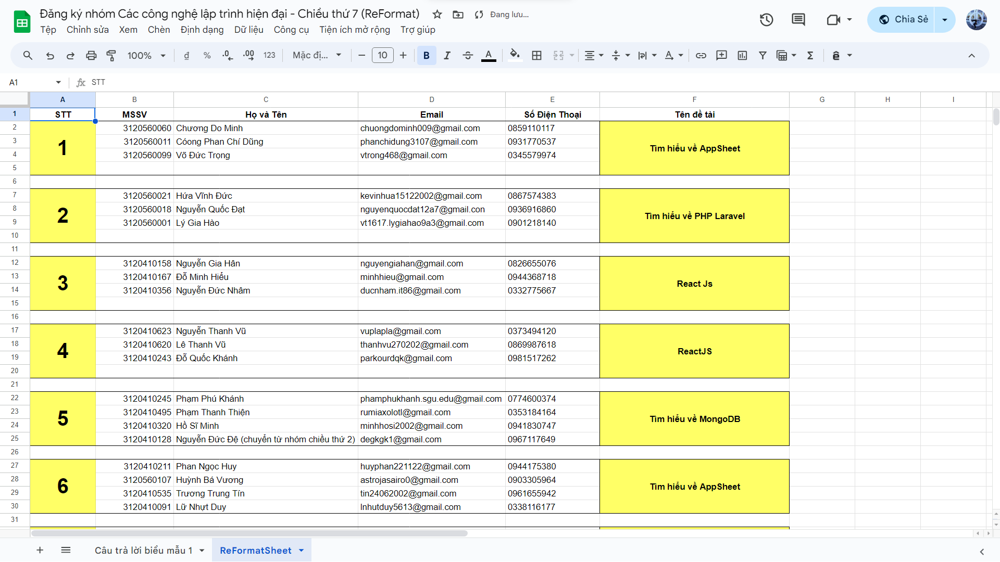 Đăng ký nhóm Các công nghệ lập trình hiện đại - Chiều thứ 7 (ReFormat)
Đang lưu...
Tệp Chỉnh sửa Xem Chèn Định dạng Dữ liệu Công cụ Tiện ích mở rộng Trợ giúp
Chia Sẻ
100% đ % .0 .00 123 Mặc đị... 10 B I A
A1 fx STT
A B C D E F G H I
1 STT MSSV Họ và Tên Email Số Điện Thoại Tên đề tài
2 3120560060 Chương Do Minh chuongdominh009@gmail.com 0859110117
3 3120560011 Cóong Phan Chí Dũng phanchidung3107@gmail.com 0931770537
1 Tìm hiểu về AppSheet
4 3120560099 Võ Đức Trọng vtrong468@gmail.com 0345579974
5
6
7 3120560021 Hứa Vĩnh Đức kevinhua15122002@gmail.com 0867574383
8 3120560018 Nguyễn Quốc Đạt nguyenquocdat12a7@gmail.con 0936916860
2 Tìm hiểu về PHP Laravel
9 3120560001 Lý Gia Hào vt1617.lygiahao9a3@gmail.com 0901218140
10
11
12 3120410158 Nguyễn Gia Hân nguyengiahan@gmail.com 0826655076
13 3120410167 Đỗ Minh Hiếu minhhieu@gmail.com 0944368718
3 React Js
14 3120410356 Nguyễn Đức Nhâm ducnham.it86@gmail.com 0332775667
15
16
17 3120410623 Nguyễn Thanh Vũ vuplapla@gmail.com 0373494120
18 3120410620 Lê Thanh Vũ thanhvu270202@gmail.com 0869987618
4 ReactJS
19 3120410243 Đỗ Quốc Khánh parkourdqk@gmail.com 0981517262
20
21
22 3120410245 Phạm Phú Khánh phamphukhanh.sgu.edu@gmail.com 0774600374
23 3120410495 Phạm Thanh Thiện rumiaxolotl@gmail.com 0353184164
5 Tìm hiểu về MongoDB
24 3120410320 Hồ Sĩ Minh minhhosi2002@gmail.com 0941830747
25 3120410128 Nguyễn Đức Đệ (chuyển từ nhóm chiều thứ 2) degkgk1@gmail.com 0967117649
26
27 3120410211 Phan Ngọc Huy huyphan221122@gmail.com 0944175380
28 3120560107 Huỳnh Bá Vương astrojasairo0@gmail.com 0903305964
6 Tìm hiểu về AppSheet
29 3120410535 Trương Trung Tín tin24062002@gmail.com 0961655942
30 3120410091 Lữ Nhựt Duy lnhutduy5613@gmail.com 0338116177
31
Câu trả lời biểu mẫu 1 ReFormatSheet